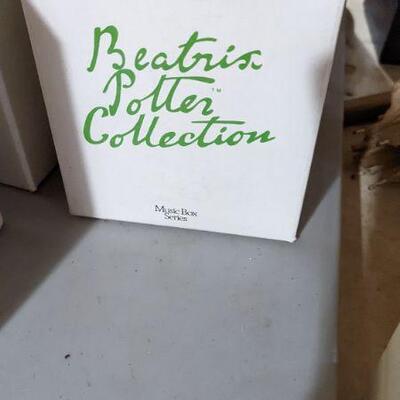 Beatrix
Potter™
Collection
Music Box
Series